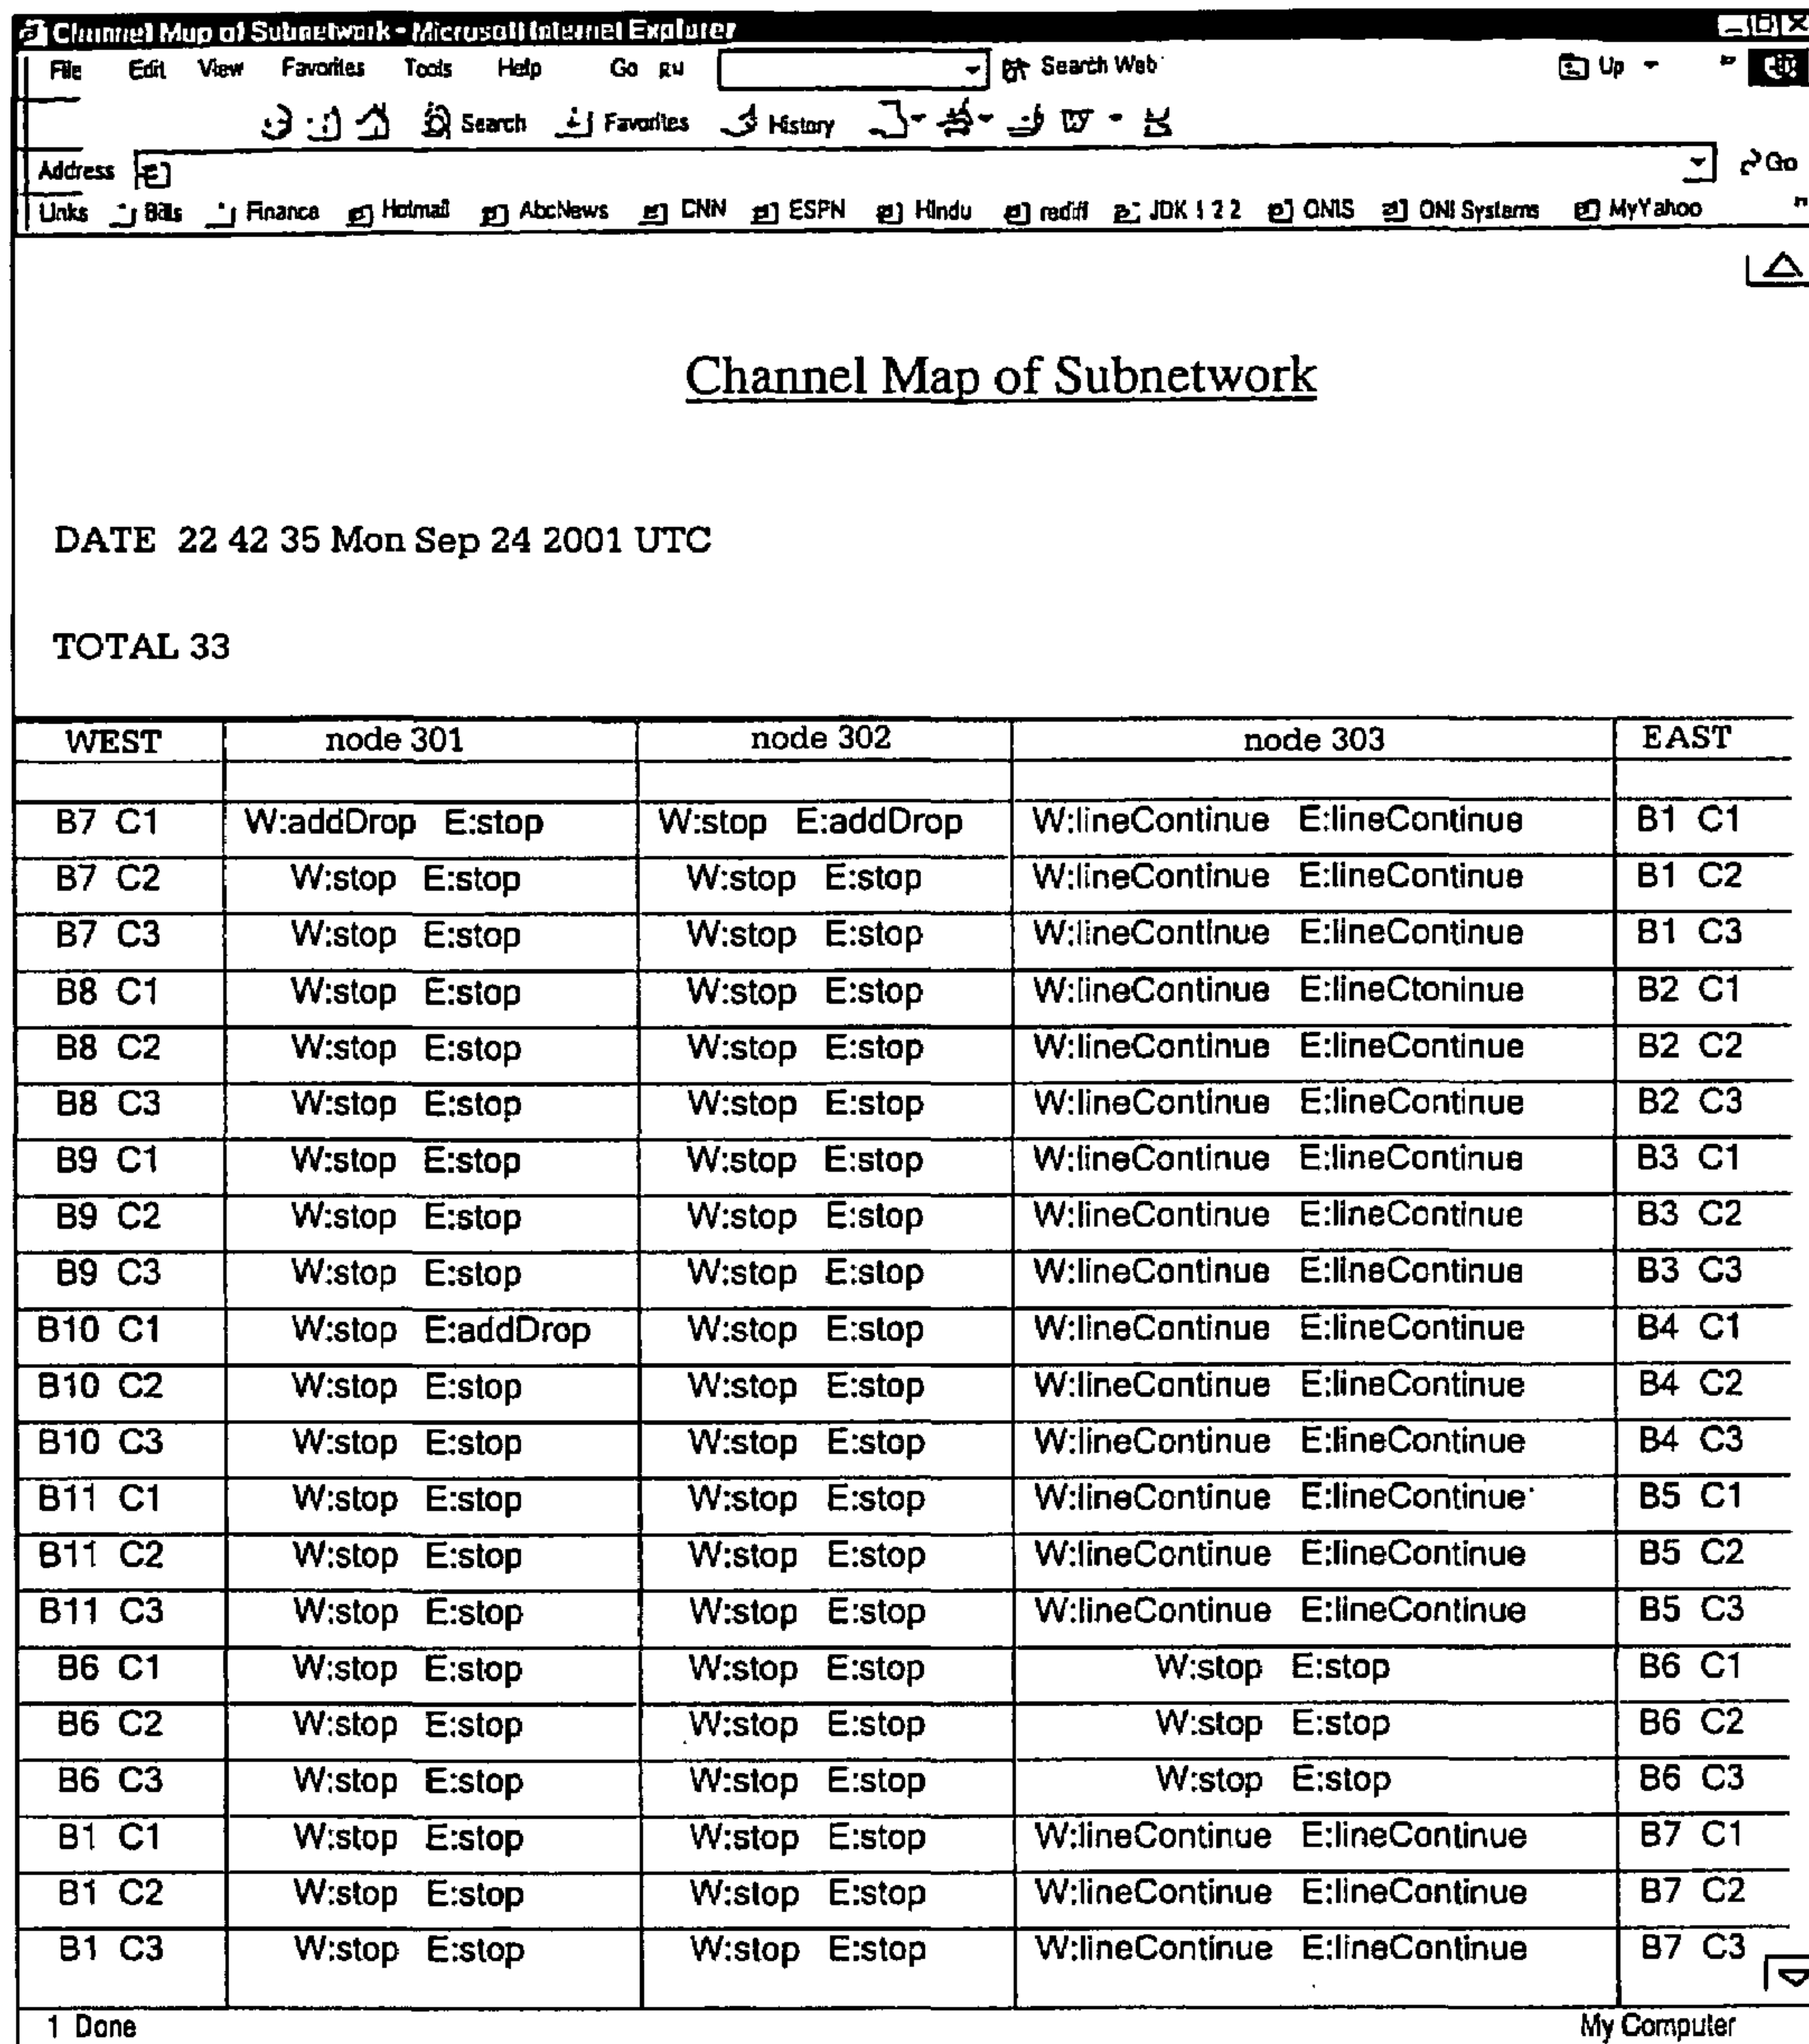 Channel Map of Subnetwork - Microsoft Internet Explorer
File Edit View Favorites Tools Help Go Search Web Up
Search Favorites History
Address Go
Links Bills Finance Hotmail AbcNews CNN ESPN Hindu rediff JDK 1 2 2 ONIS ONI Systems MyYahoo
Channel Map of Subnetwork
DATE 22 42 35 Mon Sep 24 2001 UTC
TOTAL 33
WEST node 301 node 302 node 303 EAST
B7 C1 W:addDrop E:stop W:stop E:addDrop W:lineContinue E:lineContinue B1 C1
B7 C2 W:stop E:stop W:stop E:stop W:lineContinue E:lineContinue B1 C2
B7 C3 W:stop E:stop W:stop E:stop W:lineContinue E:lineContinue B1 C3
B8 C1 W:stop E:stop W:stop E:stop W:lineContinue E:lineCtoninue B2 C1
B8 C2 W:stop E:stop W:stop E:stop W:lineContinue E:lineContinue B2 C2
B8 C3 W:stop E:stop W:stop E:stop W:lineContinue E:lineContinue B2 C3
B9 C1 W:stop E:stop W:stop E:stop W:lineContinue E:lineContinue B3 C1
B9 C2 W:stop E:stop W:stop E:stop W:lineContinue E:lineContinue B3 C2
B9 C3 W:stop E:stop W:stop E:stop W:lineContinue E:lineContinue B3 C3
B10 C1 W:stop E:addDrop W:stop E:stop W:lineContinue E:lineContinue B4 C1
B10 C2 W:stop E:stop W:stop E:stop W:lineContinue E:lineContinue B4 C2
B10 C3 W:stop E:stop W:stop E:stop W:lineContinue E:lineContinue B4 C3
B11 C1 W:stop E:stop W:stop E:stop W:lineContinue E:lineContinue B5 C1
B11 C2 W:stop E:stop W:stop E:stop W:lineContinue E:lineContinue B5 C2
B11 C3 W:stop E:stop W:stop E:stop W:lineContinue E:lineContinue B5 C3
B6 C1 W:stop E:stop W:stop E:stop W:stop E:stop B6 C1
B6 C2 W:stop E:stop W:stop E:stop W:stop E:stop B6 C2
B6 C3 W:stop E:stop W:stop E:stop W:stop E:stop B6 C3
B1 C1 W:stop E:stop W:stop E:stop W:lineContinue E:lineContinue B7 C1
B1 C2 W:stop E:stop W:stop E:stop W:lineContinue E:lineContinue B7 C2
B1 C3 W:stop E:stop W:stop E:stop W:lineContinue E:lineContinue B7 C3
1 Done My Computer